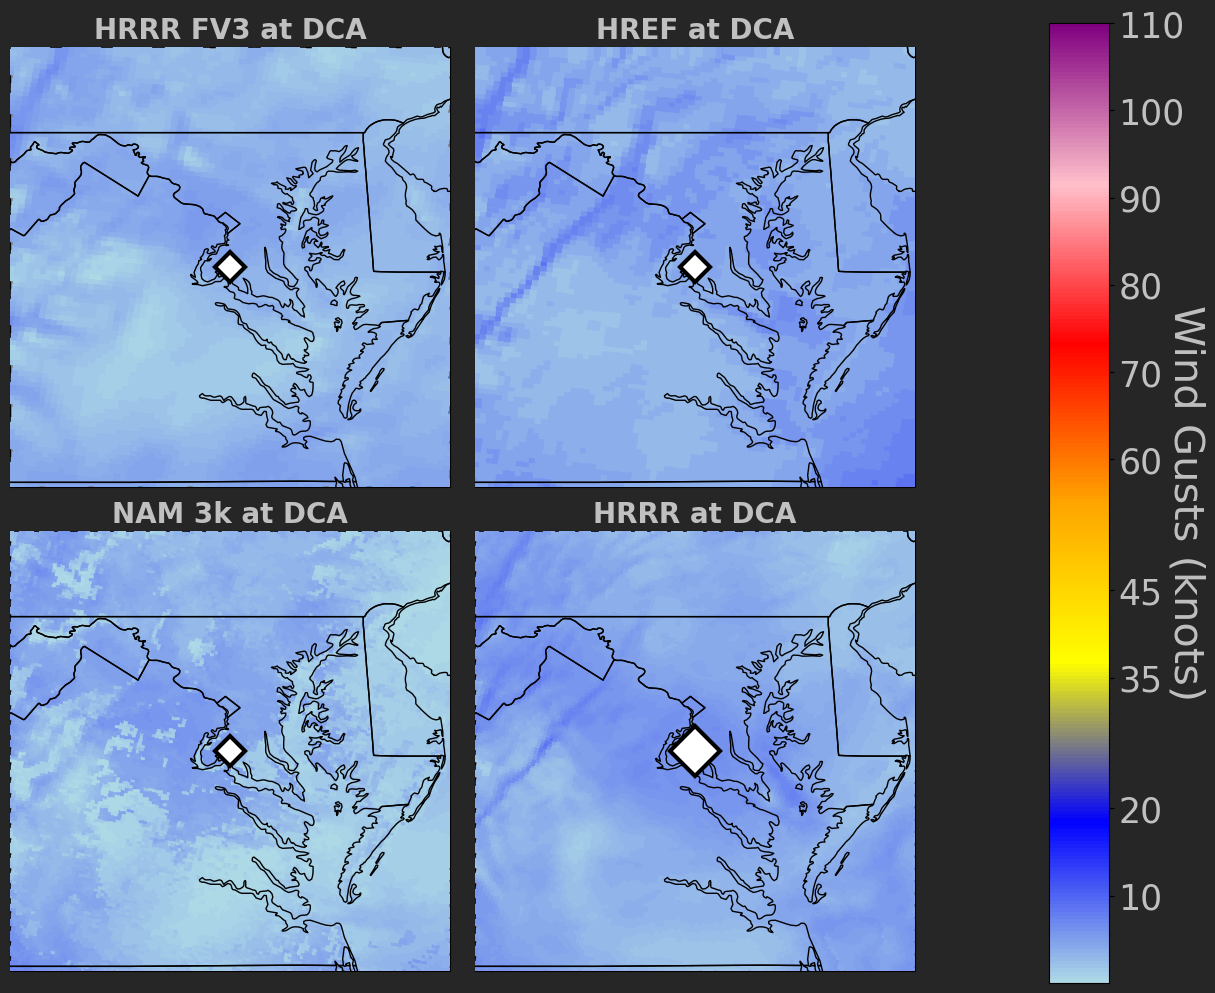 HRRR FV3 at DCA
HREF at DCA
NAM 3k at DCA
HRRR at DCA
110
100
90
80
70
60
45
35
20
10
Wind Gusts (knots)